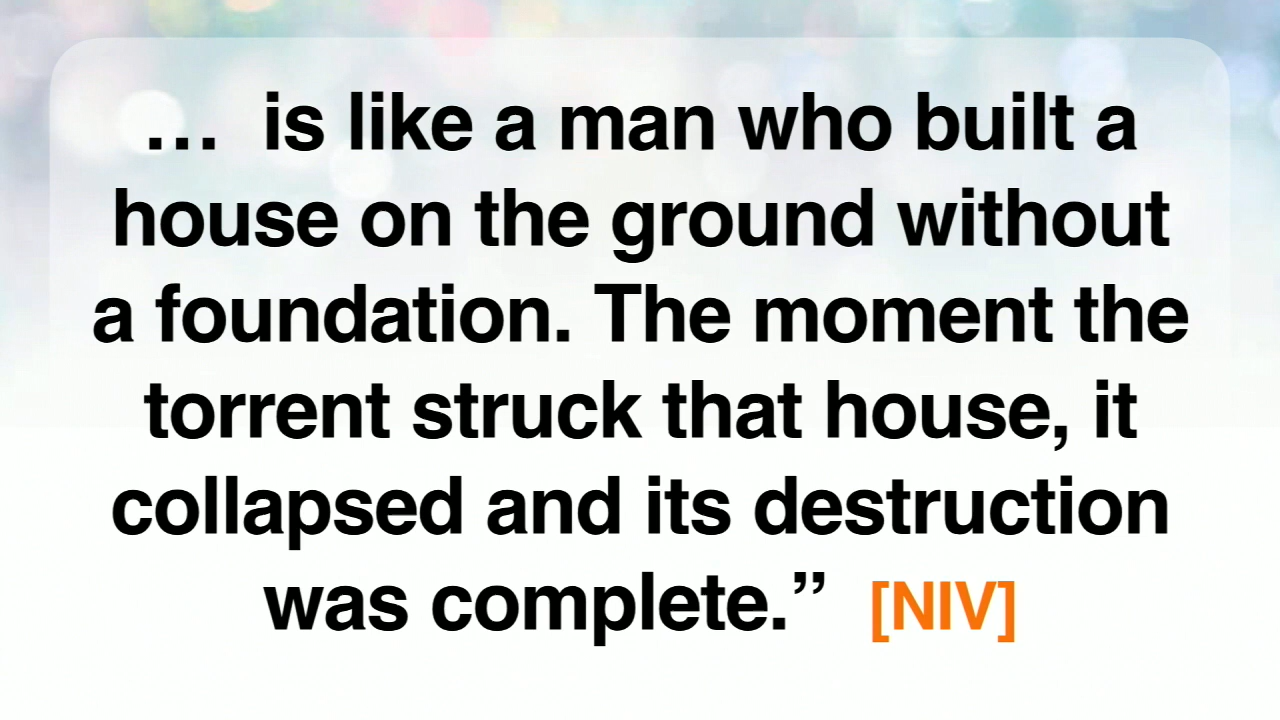 … is like a man who built a
house on the ground without
a foundation. The moment the
torrent struck that house, it
collapsed and its destruction
was complete.” [NIV]